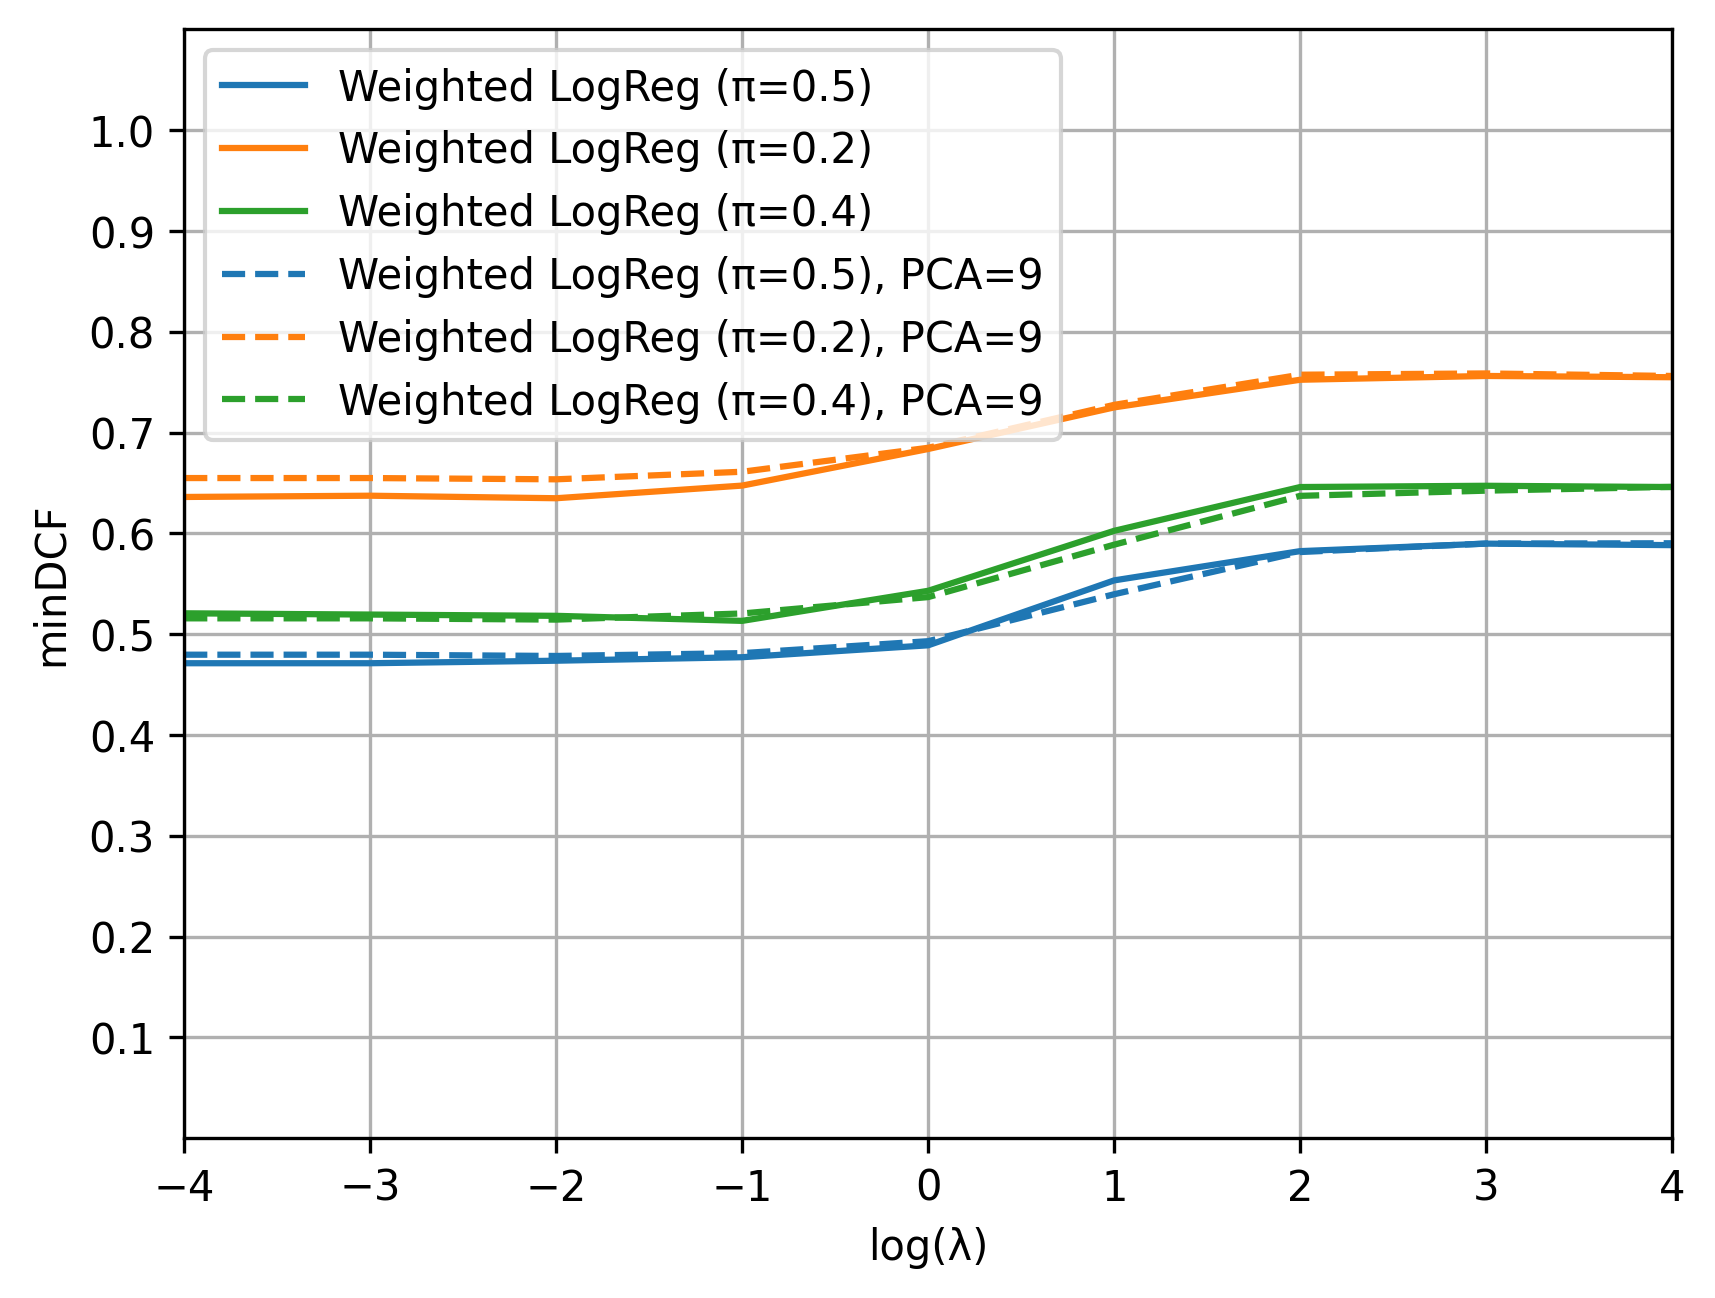 Weighted LogReg (π=0.5)
Weighted LogReg (π=0.2)
Weighted LogReg (π=0.4)
Weighted LogReg (π=0.5), PCA=9
Weighted LogReg (π=0.2), PCA=9
Weighted LogReg (π=0.4), PCA=9
1.0
0.9
0.8
0.7
0.6
0.5
0.4
0.3
0.2
0.1
minDCF
−4 −3 −2 −1 0 1 2 3 4
log(λ)